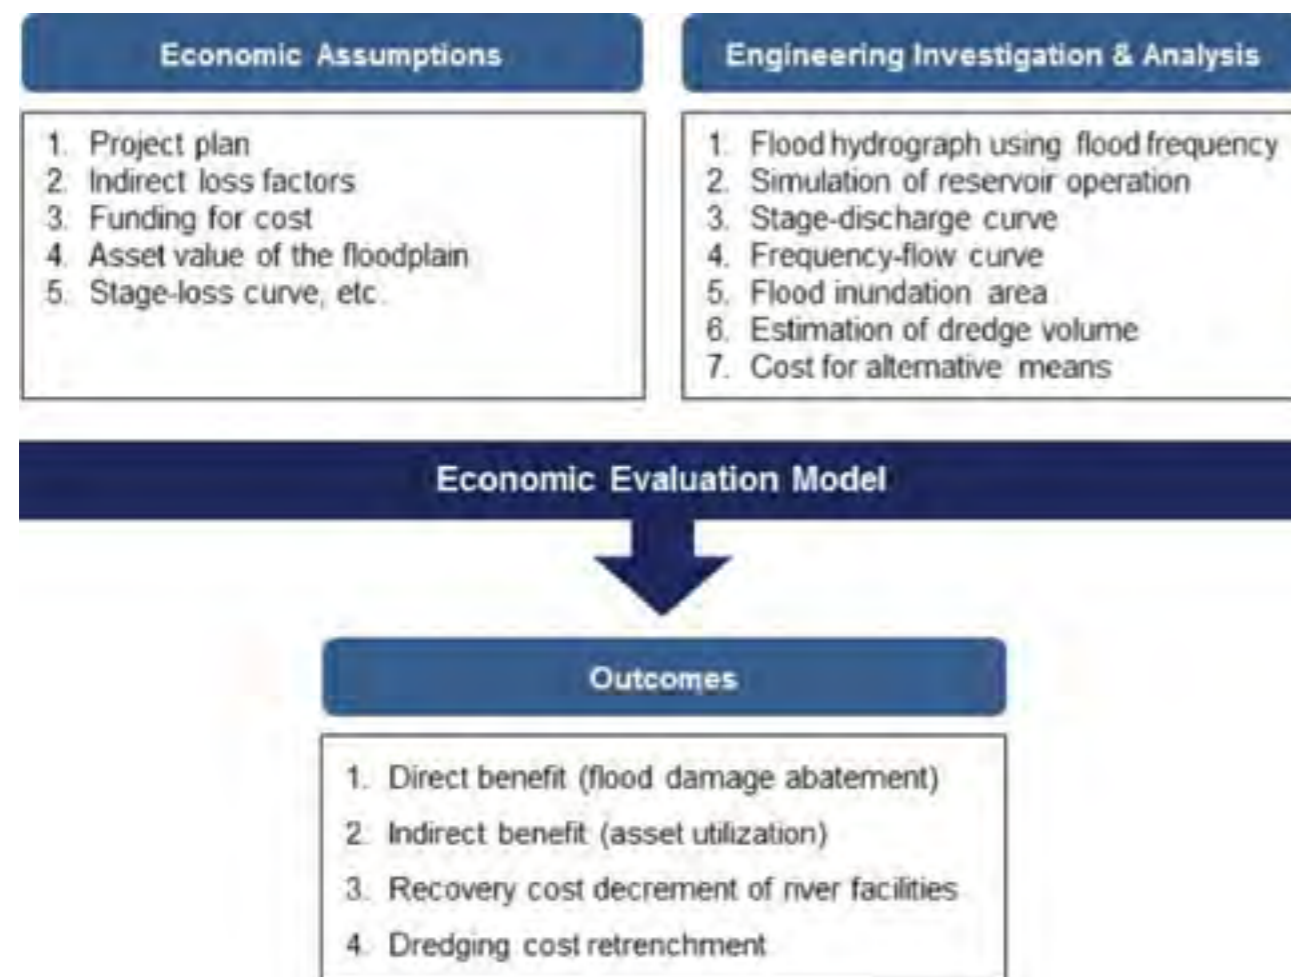 Economic Assumptions
1. Project plan
2. Indirect loss factors
3. Funding for cost
4. Asset value of the floodplain
5. Stage-loss curve, etc.
Engineering Investigation & Analysis
1. Flood hydrograph using flood frequency
2. Simulation of reservoir operation
3. Stage-discharge curve
4. Frequency-flow curve
5. Flood inundation area
6. Estimation of dredge volume
7. Cost for alternative means
Economic Evaluation Model
Outcomes
1. Direct benefit (flood damage abatement)
2. Indirect benefit (asset utilization)
3. Recovery cost decrement of river facilities
4. Dredging cost retrenchment